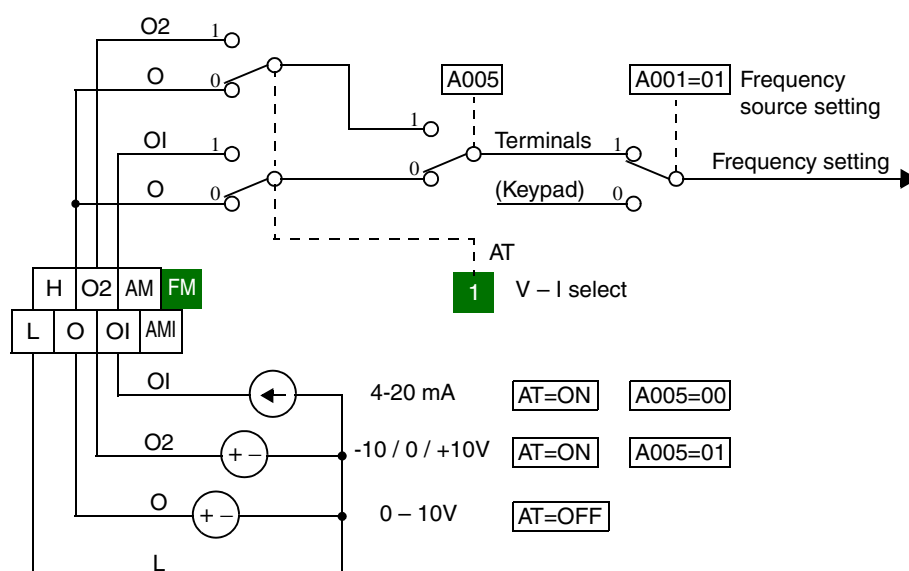 O2 1
O 0
A005 A001=01 Frequency
source setting
1
OI 1 Terminals 1
0 Frequency setting
O 0 (Keypad) 0
AT
1 V – I select
H O2 AM FM
L O OI AMI
OI 4-20 mA AT=ON A005=00
O2 + – -10 / 0 / +10V AT=ON A005=01
O + – 0 – 10V AT=OFF
L